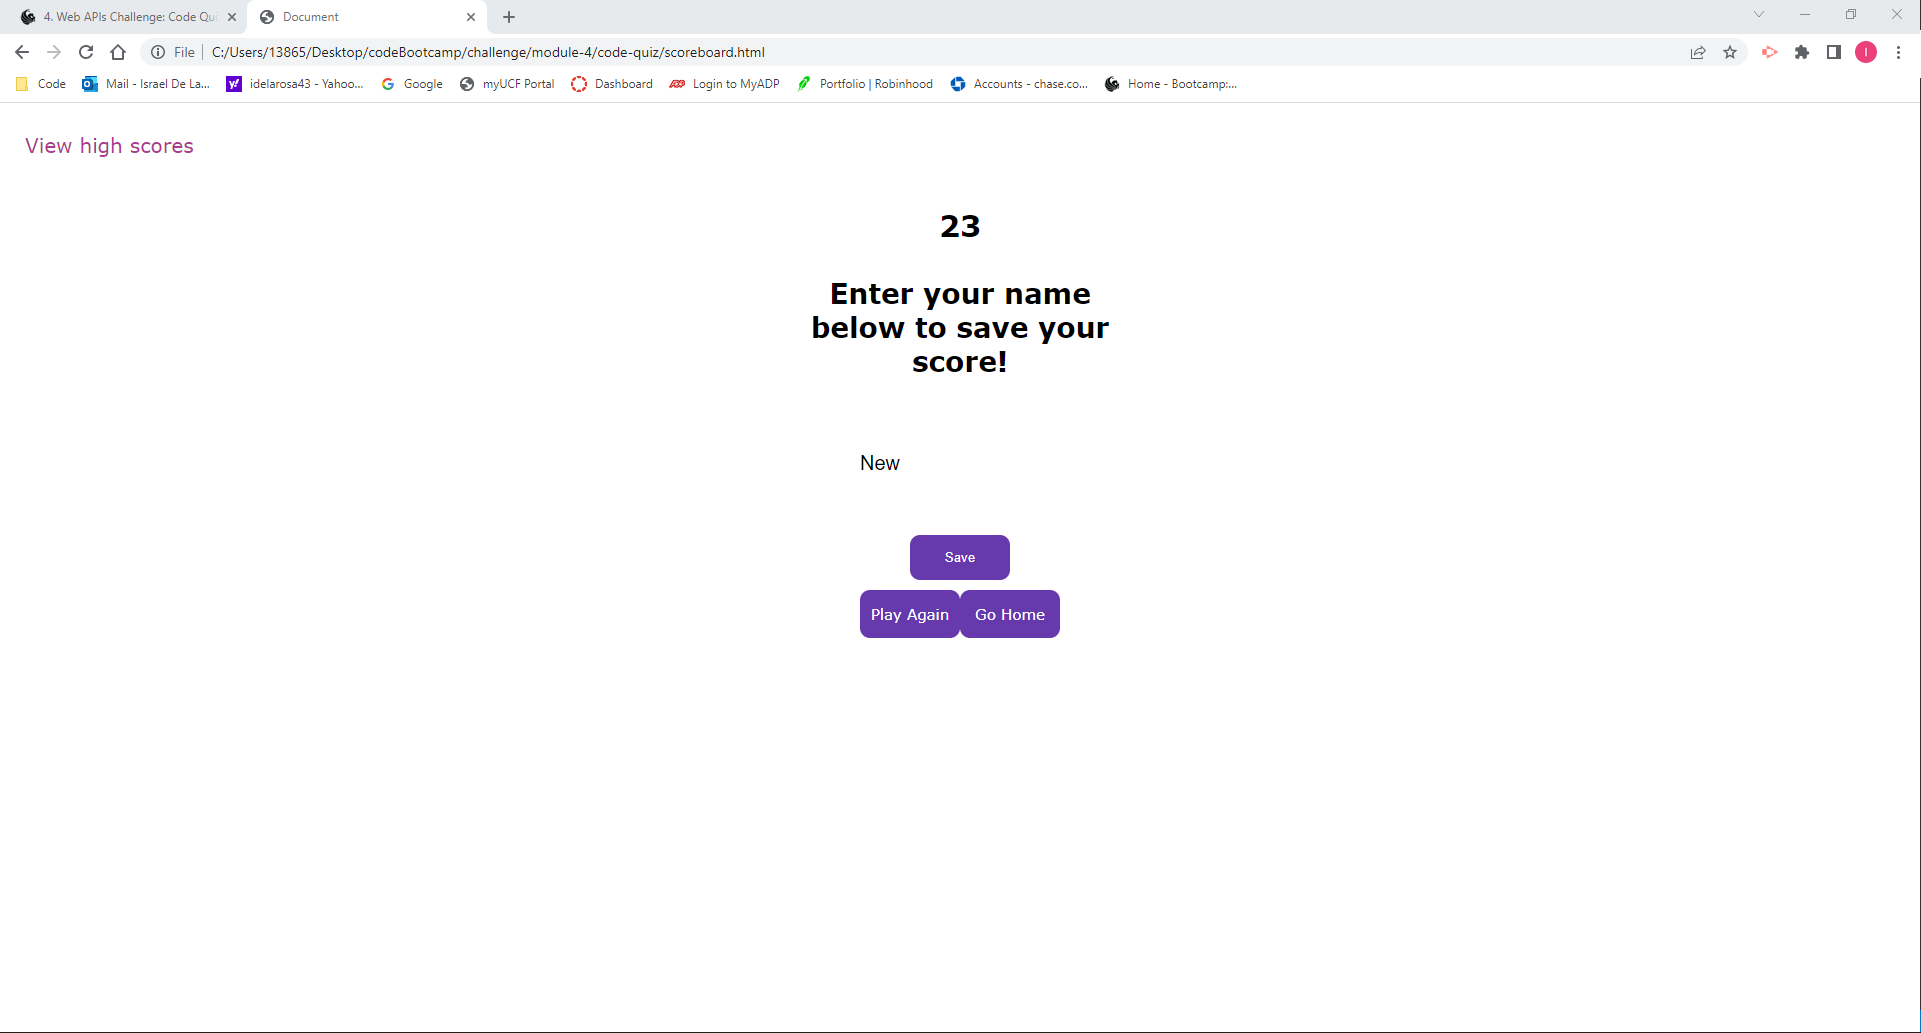 4. Web APIs Challenge: Code Qui
Document
File
C:/Users/13865/Desktop/codeBootcamp/challenge/module-4/code-quiz/scoreboard.html
I
Code
Mail - Israel De La...
idelarosa43 - Yahoo...
Google
myUCF Portal
Dashboard
Login to MyADP
Portfolio | Robinhood
Accounts - chase.co...
Home - Bootcamp:...
View high scores
23
Enter your name
below to save your
score!
New
Save
Play Again
Go Home